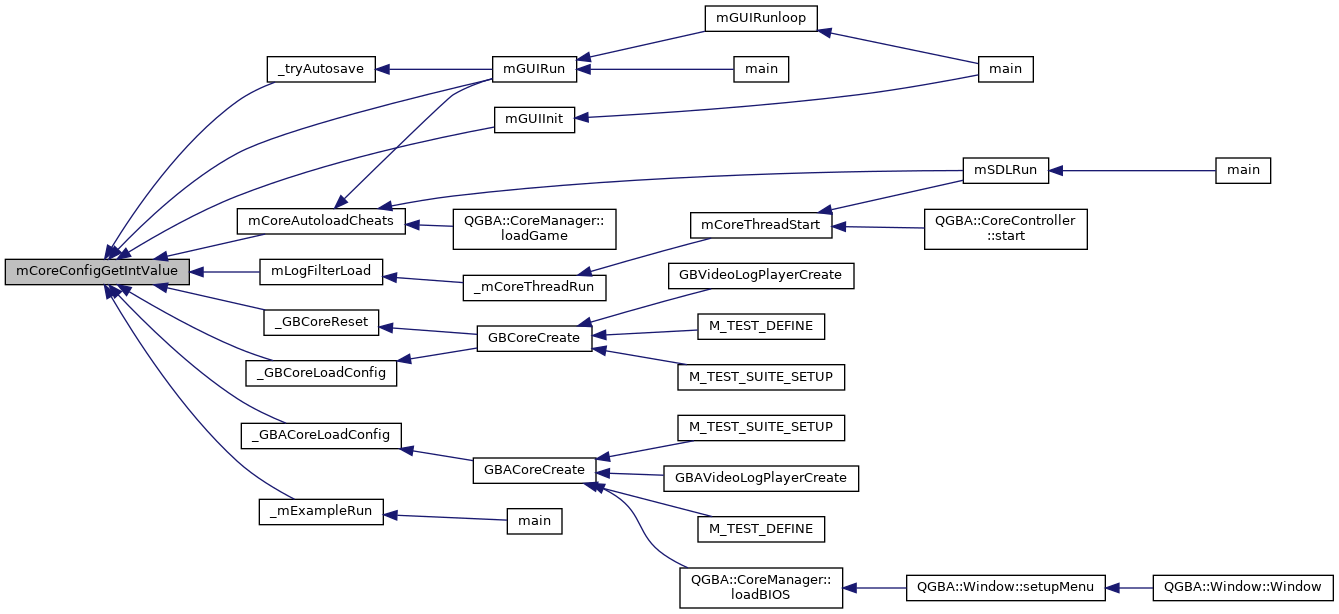 mGUIRunloop
_tryAutosave
mGUIRun
main
main
mGUIInit
mSDLRun
main
mCoreAutoloadCheats
QGBA::CoreManager::
loadGame
mCoreThreadStart
QGBA::CoreController
::start
mCoreConfigGetIntValue
mLogFilterLoad
_mCoreThreadRun
GBVideoLogPlayerCreate
_GBCoreReset
GBCoreCreate
M_TEST_DEFINE
_GBCoreLoadConfig
M_TEST_SUITE_SETUP
_GBACoreLoadConfig
M_TEST_SUITE_SETUP
GBACoreCreate
GBAVideoLogPlayerCreate
_mExampleRun
main
M_TEST_DEFINE
QGBA::CoreManager::
loadBIOS
QGBA::Window::setupMenu
QGBA::Window::Window